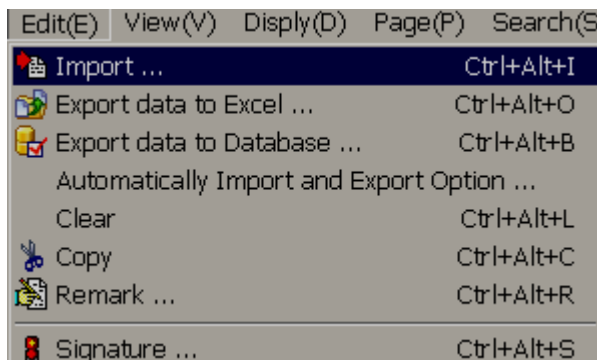 Edit(E) View(V) Disply(D) Page(P) Search(S
Import ... Ctrl+Alt+I
Export data to Excel ... Ctrl+Alt+O
Export data to Database ... Ctrl+Alt+B
Automatically Import and Export Option ...
Clear Ctrl+Alt+L
Copy Ctrl+Alt+C
Remark ... Ctrl+Alt+R
Signature ... Ctrl+Alt+S